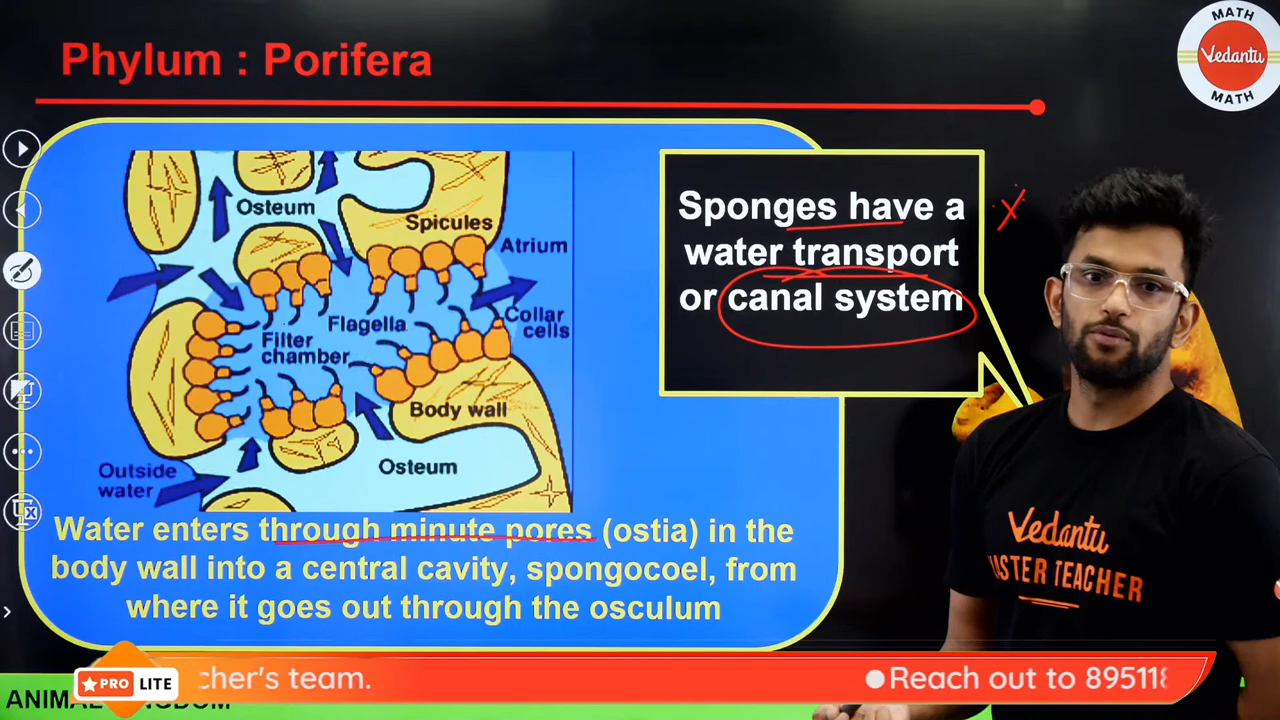 Phylum : Porifera
MATH
Vedantu
MATH
Osteum
Spicules
Atrium
Flagella
Collar
cells
Filter
chamber
Body wall
Outside
water
Osteum
Sponges have a
water transport
or canal system
Water enters through minute pores (ostia) in the
body wall into a central cavity, spongocoel, from
where it goes out through the osculum
Vedantu
ASTER TEACHER
PRO LITE
cher's team.
Reach out to 89511